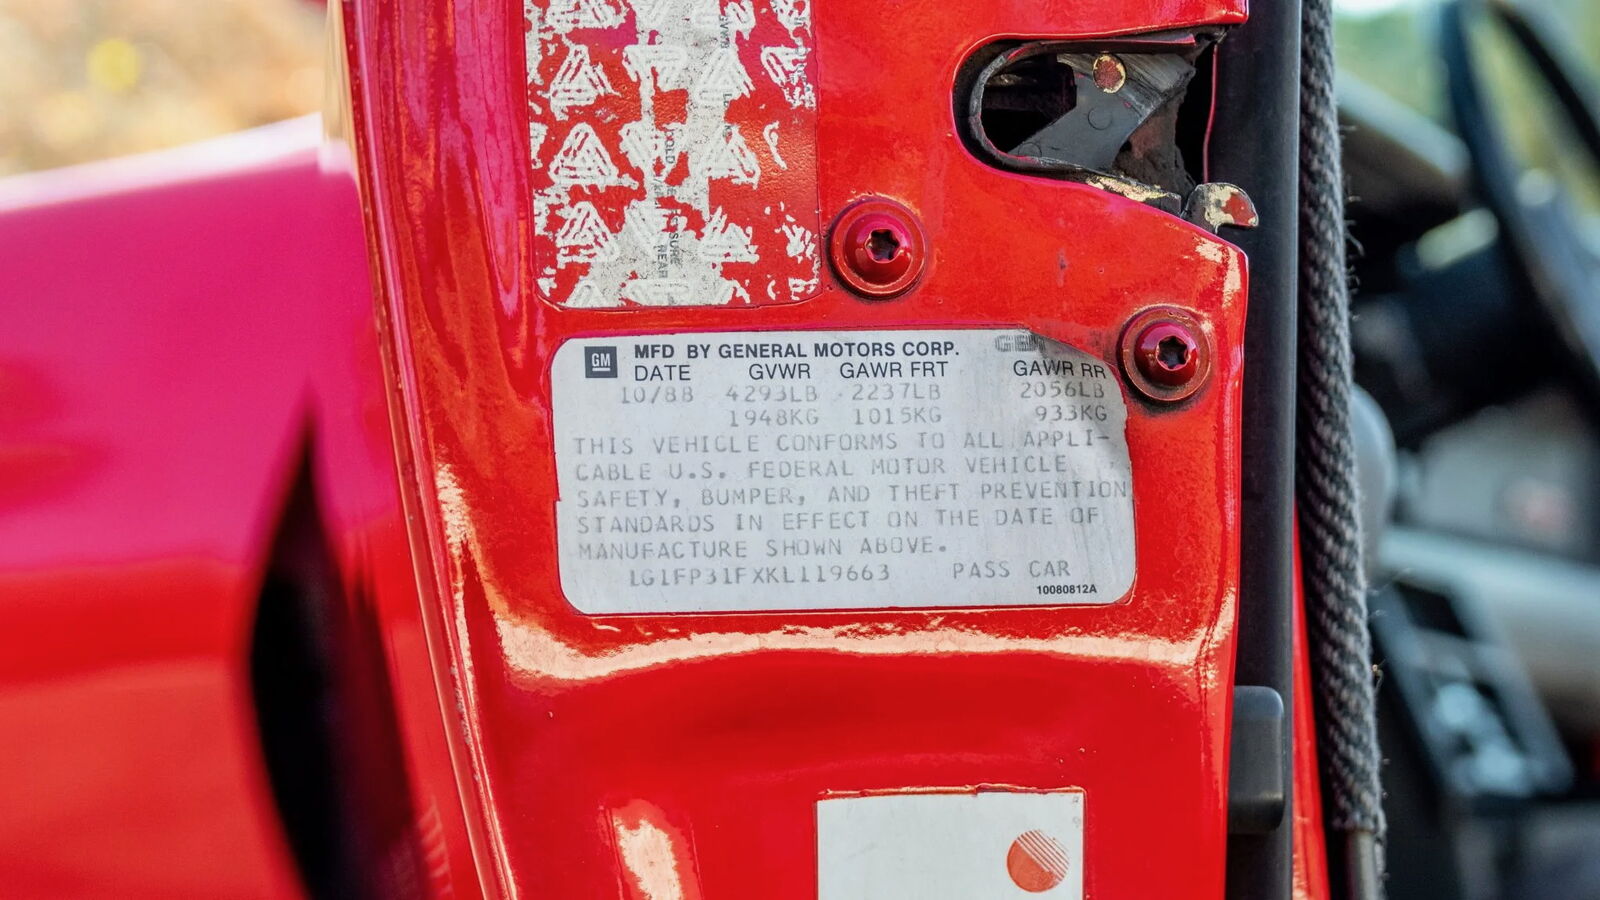 GM MFD BY GENERAL MOTORS CORP.
DATE GVWR GAWR FRT GAWR RR
10/88 4293LB 2237LB 2056LB
1948KG 1015KG 933KG
THIS VEHICLE CONFORMS TO ALL APPLI-
CABLE U.S. FEDERAL MOTOR VEHICLE
SAFETY, BUMPER, AND THEFT PREVENTION
STANDARDS IN EFFECT ON THE DATE OF
MANUFACTURE SHOWN ABOVE.
1G1FP31FXKL119663 PASS CAR
10080812A